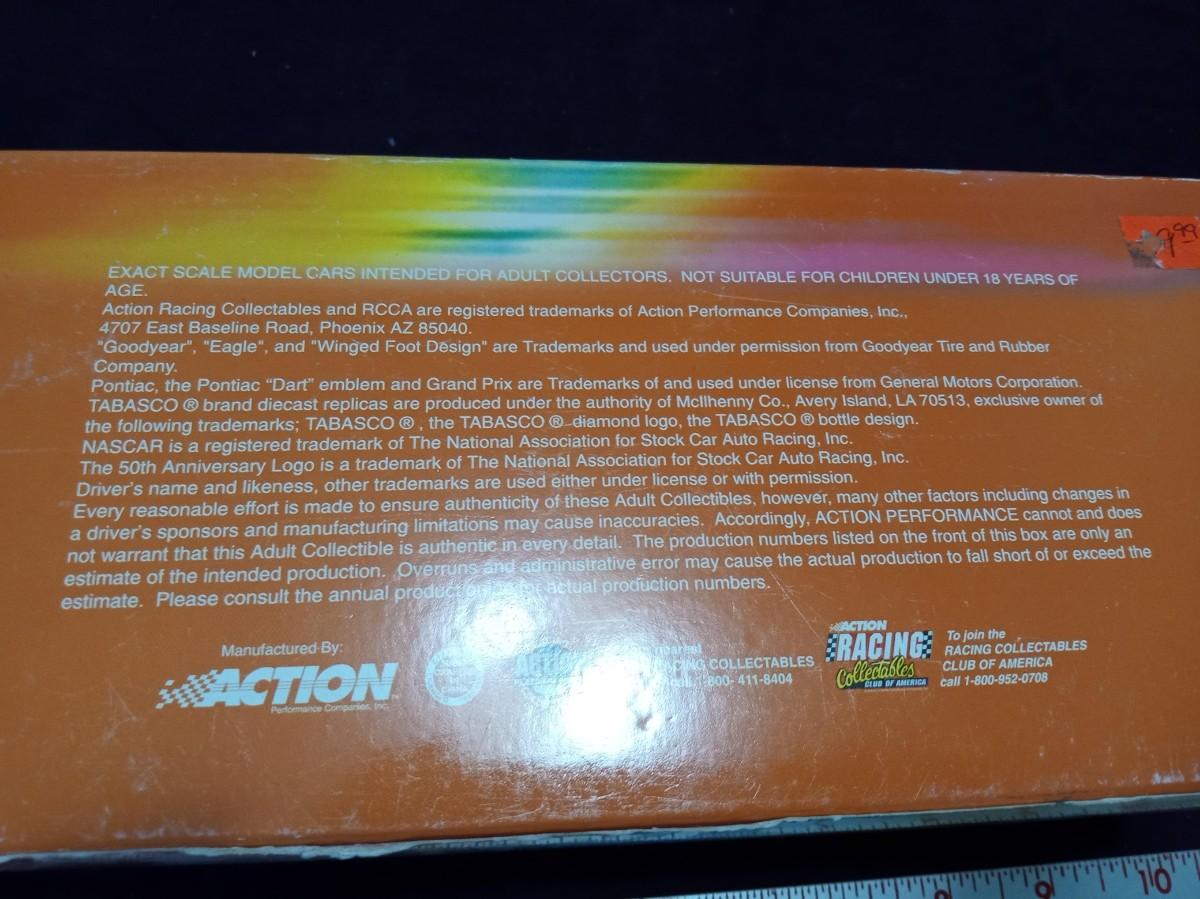 EXACT SCALE MODEL CARS INTENDED FOR ADULT COLLECTORS. NOT SUITABLE FOR CHILDREN UNDER 18 YEARS OF
AGE.
Action Racing Collectables and RCCA are registered trademarks of Action Performance Companies, Inc.,
4707 East Baseline Road, Phoenix AZ 85040.
"Goodyear", "Eagle", and "Winged Foot Design" are Trademarks and used under permission from Goodyear Tire and Rubber
Company.
Pontiac, the Pontiac “Dart” emblem and Grand Prix are Trademarks of and used under license from General Motors Corporation.
TABASCO ® brand diecast replicas are produced under the authority of McIlhenny Co., Avery Island, LA 70513, exclusive owner of
the following trademarks; TABASCO ® , the TABASCO ® diamond logo, the TABASCO ® bottle design.
NASCAR is a registered trademark of The National Association for Stock Car Auto Racing, Inc.
The 50th Anniversary Logo is a trademark of The National Association for Stock Car Auto Racing, Inc.
Driver's name and likeness, other trademarks are used either under license or with permission.
Every reasonable effort is made to ensure authenticity of these Adult Collectibles, however, many other factors including changes in
a driver's sponsors and manufacturing limitations may cause inaccuracies. Accordingly, ACTION PERFORMANCE cannot and does
not warrant that this Adult Collectible is authentic in every detail. The production numbers listed on the front of this box are only an
estimate of the intended production. Overruns and administrative error may cause the actual production to fall short of or exceed the
estimate. Please consult the annual product actual production numbers.
Manufactured By:
ACTION
Performance Companies, Inc.
RACING COLLECTABLES
call 1-800-411-8404
ACTION
RACING
Collectables
CLUB OF AMERICA
To join the
RACING COLLECTABLES
CLUB OF AMERICA
call 1-800-952-0708
9
10